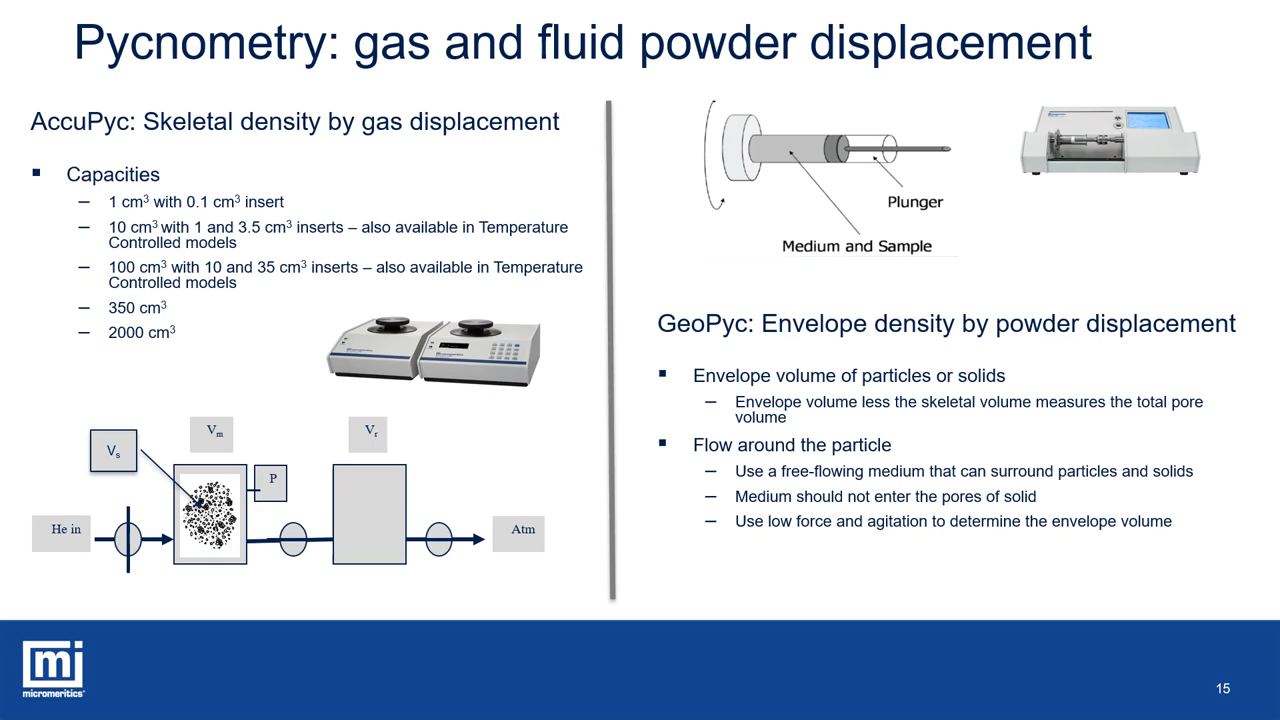 Pycnometry: gas and fluid powder displacement
AccuPyc: Skeletal density by gas displacement
▪ Capacities
– 1 cm³ with 0.1 cm³ insert
– 10 cm³ with 1 and 3.5 cm³ inserts – also available in Temperature
Controlled models
– 100 cm³ with 10 and 35 cm³ inserts – also available in Temperature
Controlled models
– 350 cm³
– 2000 cm³
Vm
Vr
Vs
P
He in
Atm
Plunger
Medium and Sample
GeoPyc: Envelope density by powder displacement
▪ Envelope volume of particles or solids
– Envelope volume less the skeletal volume measures the total pore
volume
▪ Flow around the particle
– Use a free-flowing medium that can surround particles and solids
– Medium should not enter the pores of solid
– Use low force and agitation to determine the envelope volume
mi
micromeritics®
15